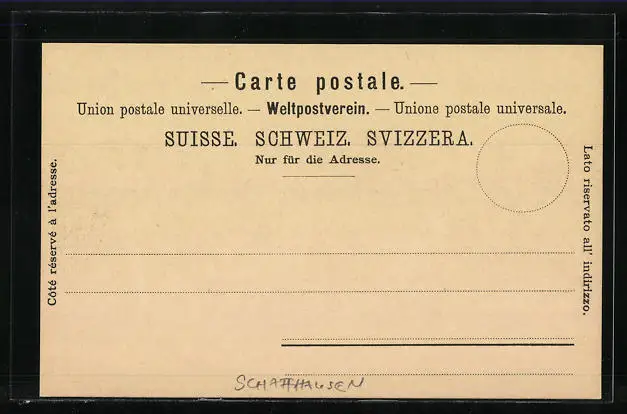 — Carte postale. —
Union postale universelle. — Weltpostverein. — Unione postale universale.
SUISSE. SCHWEIZ. SVIZZERA.
Nur für die Adresse.
Côté réservé à l'adresse.
Lato riservato all' indirizzo.
SCHAFFHAUSEN